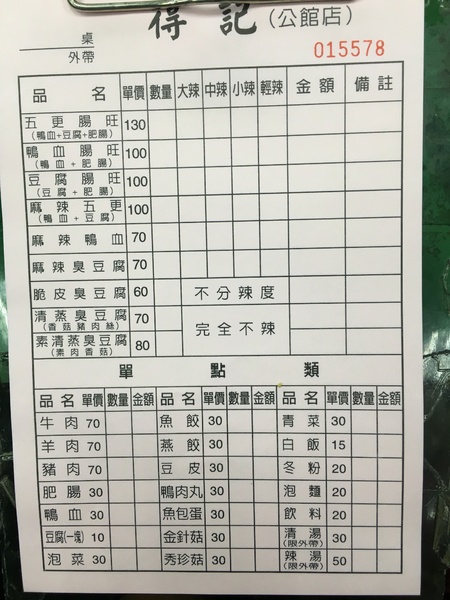 得記(公館店)
桌
外帶
015578
品名 單價 數量 大辣 中辣 小辣 輕辣 金額 備註
五更腸旺 130
(鴨血+豆腐+肥腸)
鴨血腸旺 100
(鴨血+肥腸)
豆腐腸旺 100
(豆腐+肥腸)
麻辣五更 100
(鴨血+豆腐)
麻辣鴨血 70
麻辣臭豆腐 70
脆皮臭豆腐 60 不分辣度
清蒸臭豆腐 70
(香菇豬肉絲)
完全不辣
素清蒸臭豆腐 80
(素肉香菇)
單點類
品名 單價 數量 金額 品名 單價 數量 金額 品名 單價 數量 金額
牛肉 70 魚餃 30 青菜 30
羊肉 70 燕餃 30 白飯 15
豬肉 70 豆皮 30 冬粉 20
肥腸 30 鴨肉丸 30 泡麵 20
鴨血 30 魚包蛋 30 飲料 20
豆腐(一塊) 10 金針菇 30 清湯 30
(限外帶)
泡菜 30 秀珍菇 30 辣湯 50
(限外帶)